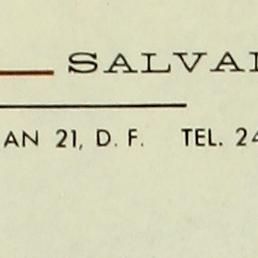 SALVA
AN 21, D. F. TEL. 24